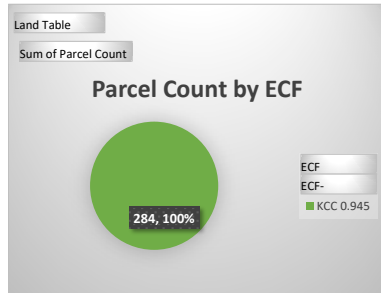 Land Table
Sum of Parcel Count
Parcel Count by ECF
284, 100%
ECF
ECF-
KCC 0.945